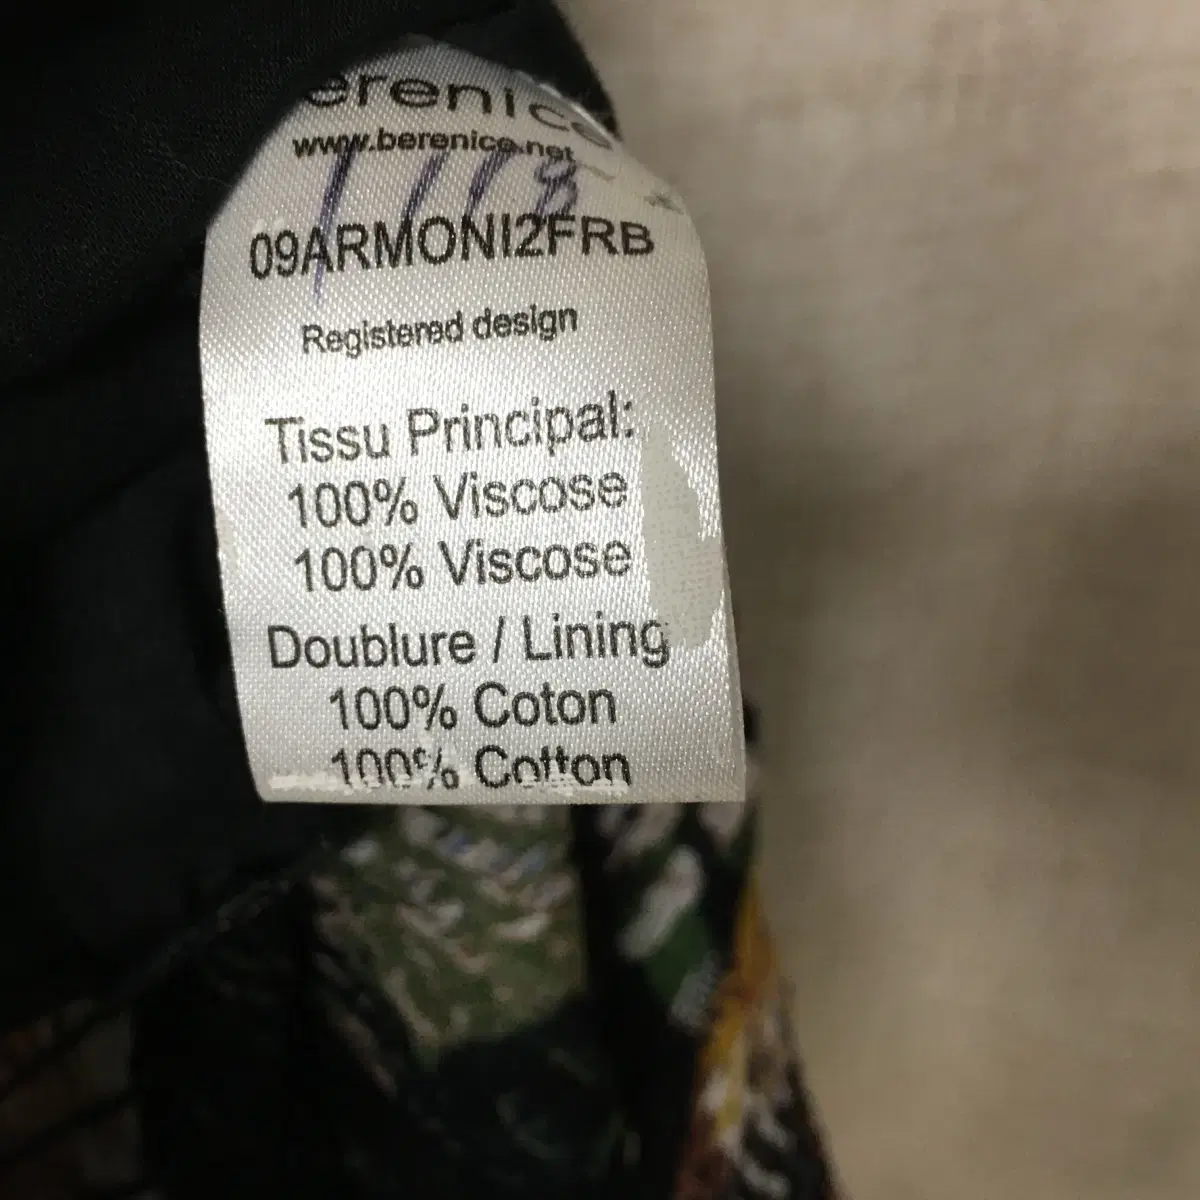 erenice
www.berenice.net
09ARMONI2FRB
Registered design
Tissu Principal:
100% Viscose
100% Viscose
Doublure / Lining
100% Coton
100% Cotton